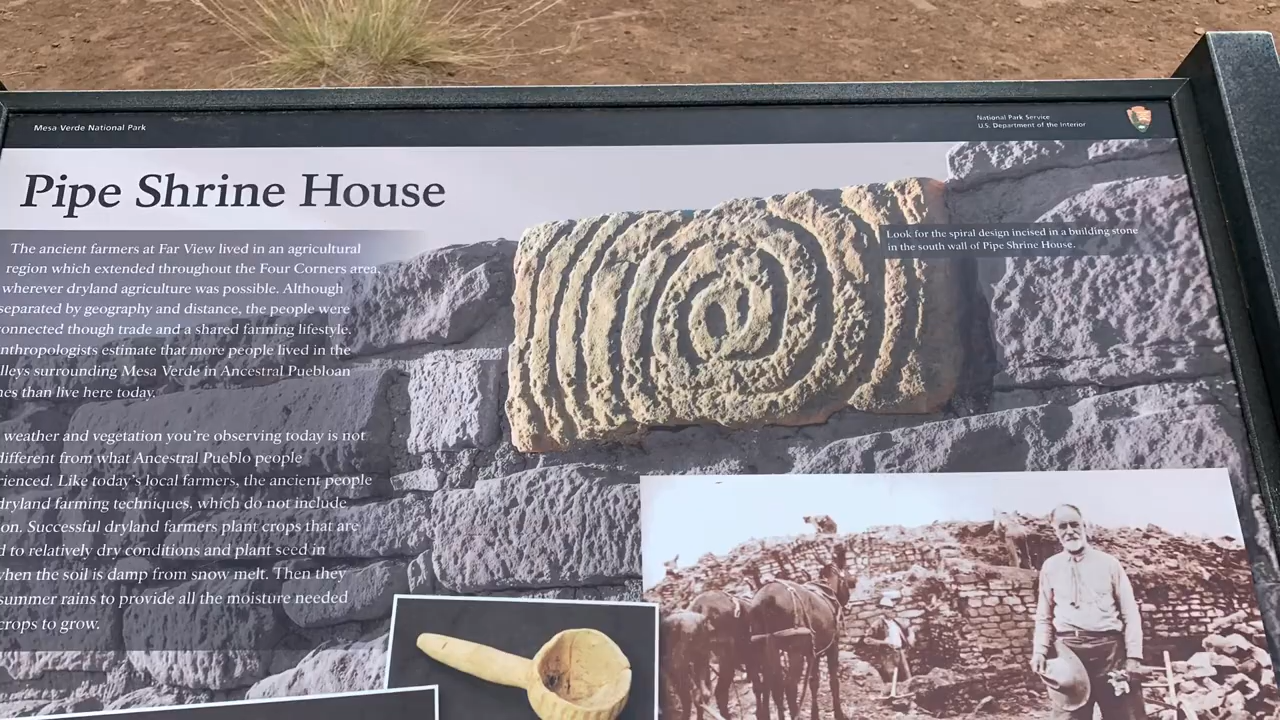 Mesa Verde National Park
National Park Service
U.S. Department of the Interior
Pipe Shrine House
The ancient farmers at Far View lived in an agricultural
region which extended throughout the Four Corners area,
wherever dryland agriculture was possible. Although
separated by geography and distance, the people were
connected though trade and a shared farming lifestyle.
nthropologists estimate that more people lived in the
lleys surrounding Mesa Verde in Ancestral Puebloan
nes than live here today.
weather and vegetation you're observing today is not
different from what Ancestral Pueblo people
rienced. Like today's local farmers, the ancient people
dryland farming techniques, which do not include
on. Successful dryland farmers plant crops that are
d to relatively dry conditions and plant seed in
when the soil is damp from snow melt. Then they
summer rains to provide all the moisture needed
crops to grow.
Look for the spiral design incised in a building stone
in the south wall of Pipe Shrine House.